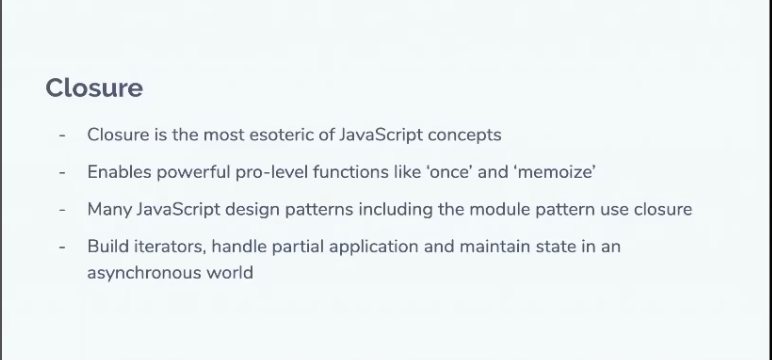 Closure
- Closure is the most esoteric of JavaScript concepts
- Enables powerful pro-level functions like ‘once’ and ‘memoize’
- Many JavaScript design patterns including the module pattern use closure
- Build iterators, handle partial application and maintain state in an
asynchronous world